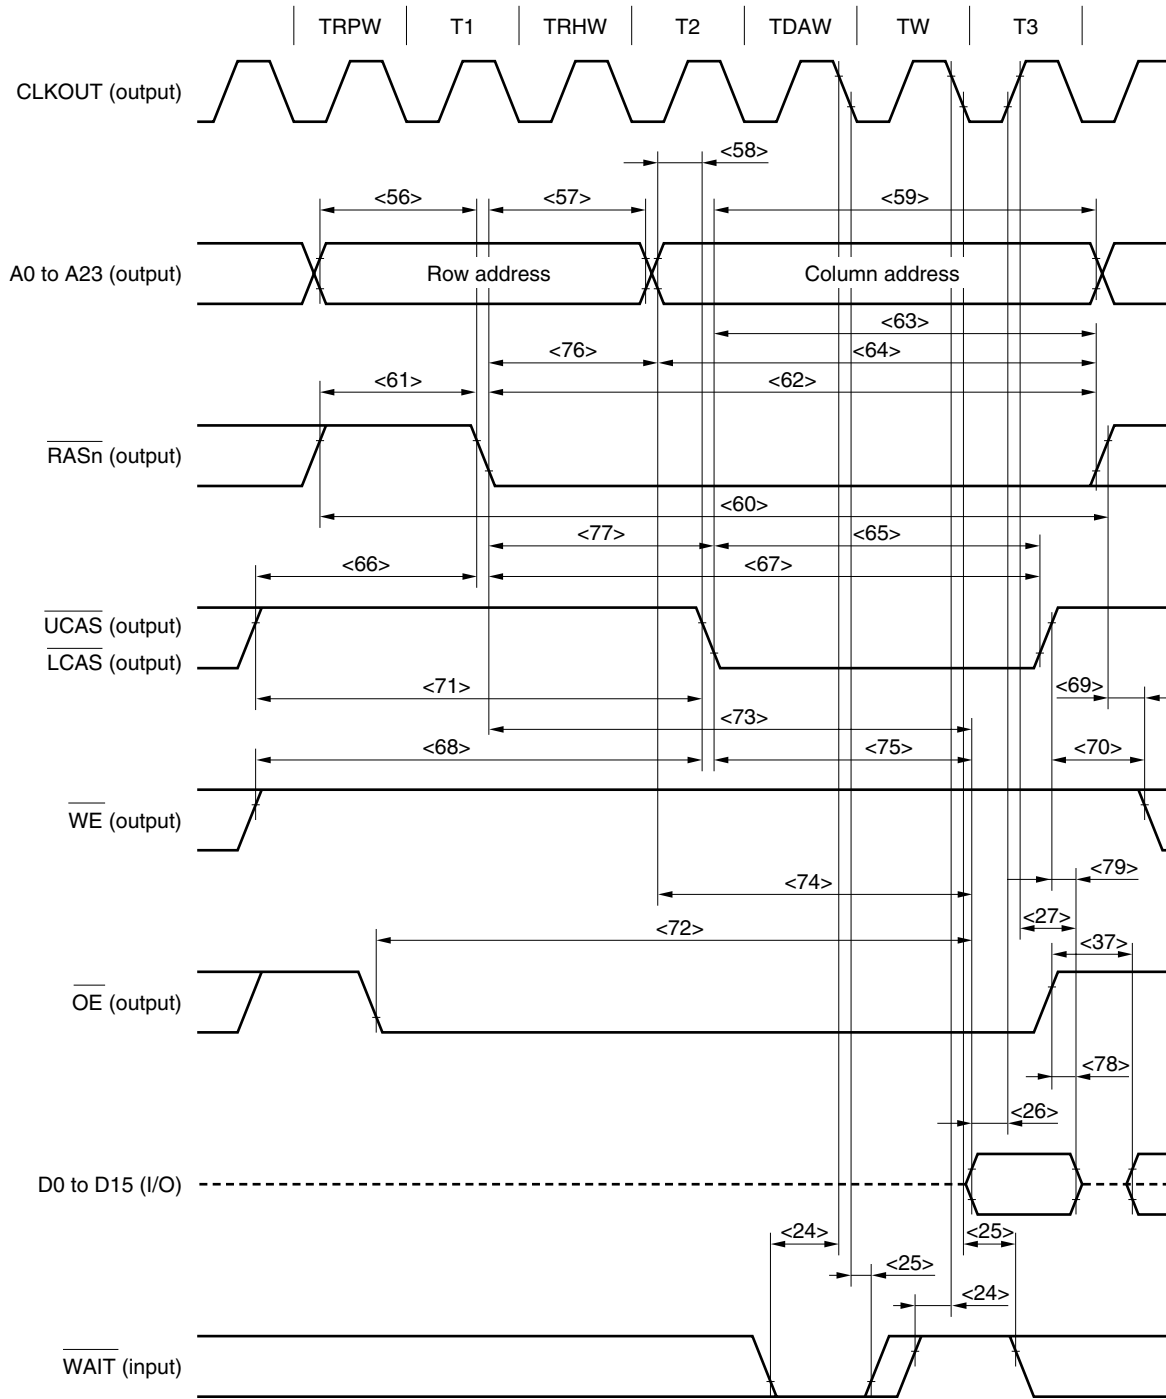 TRPW T1 TRHW T2 TDAW TW T3
CLKOUT (output)
<58>
<56> <57> <59>
A0 to A23 (output) Row address Column address
<63>
<76> <64>
<61> <62>
RASn (output)
<60>
<77> <65>
<66> <67>
UCAS (output)
LCAS (output)
<71> <69>
<73>
<68> <75> <70>
WE (output)
<79>
<74>
<27>
<72>
<37>
OE (output)
<78>
<26>
D0 to D15 (I/O)
<24> <25>
<25>
<24>
WAIT (input)